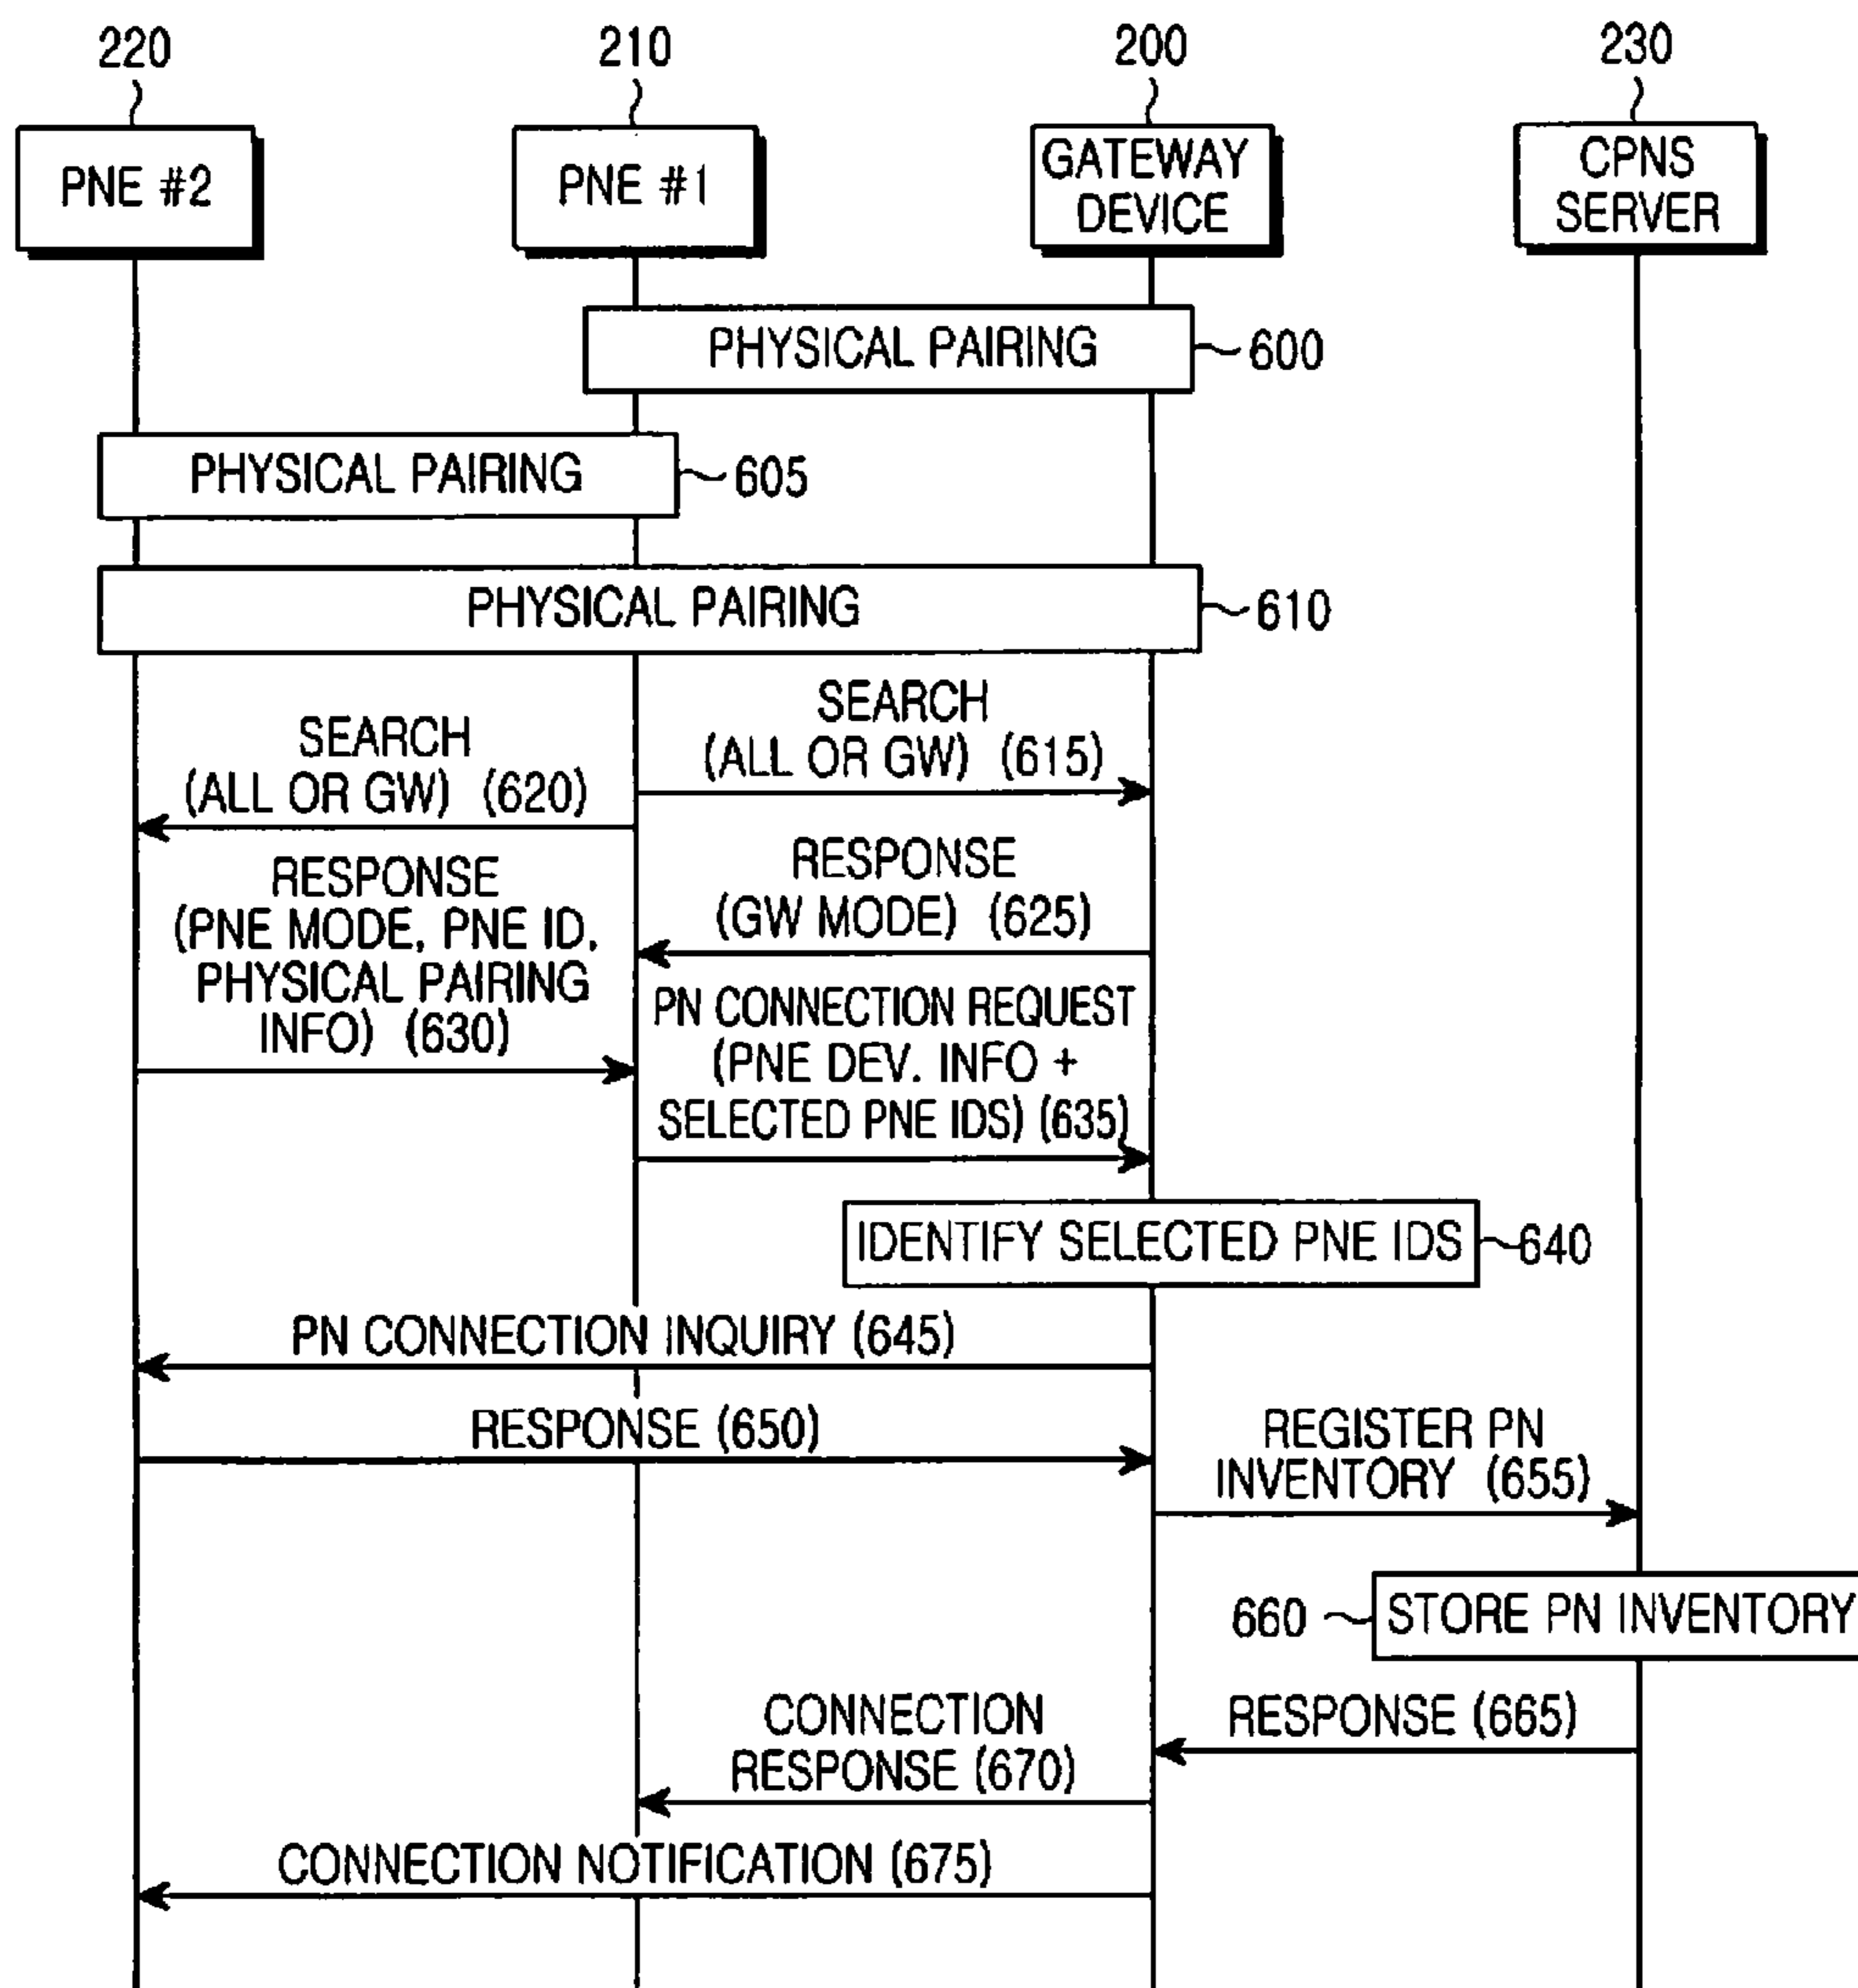 220
210
200
230
PNE #2
PNE #1
GATEWAY
DEVICE
CPNS
SERVER
PHYSICAL PAIRING
600
PHYSICAL PAIRING
605
PHYSICAL PAIRING
610
SEARCH
(ALL OR GW) (615)
SEARCH
(ALL OR GW) (620)
RESPONSE
(GW MODE) (625)
RESPONSE
(PNE MODE, PNE ID,
PHYSICAL PAIRING
INFO) (630)
PN CONNECTION REQUEST
(PNE DEV. INFO +
SELECTED PNE IDS) (635)
IDENTIFY SELECTED PNE IDS
640
PN CONNECTION INQUIRY (645)
RESPONSE (650)
REGISTER PN
INVENTORY (655)
660
STORE PN INVENTORY
RESPONSE (665)
CONNECTION
RESPONSE (670)
CONNECTION NOTIFICATION (675)